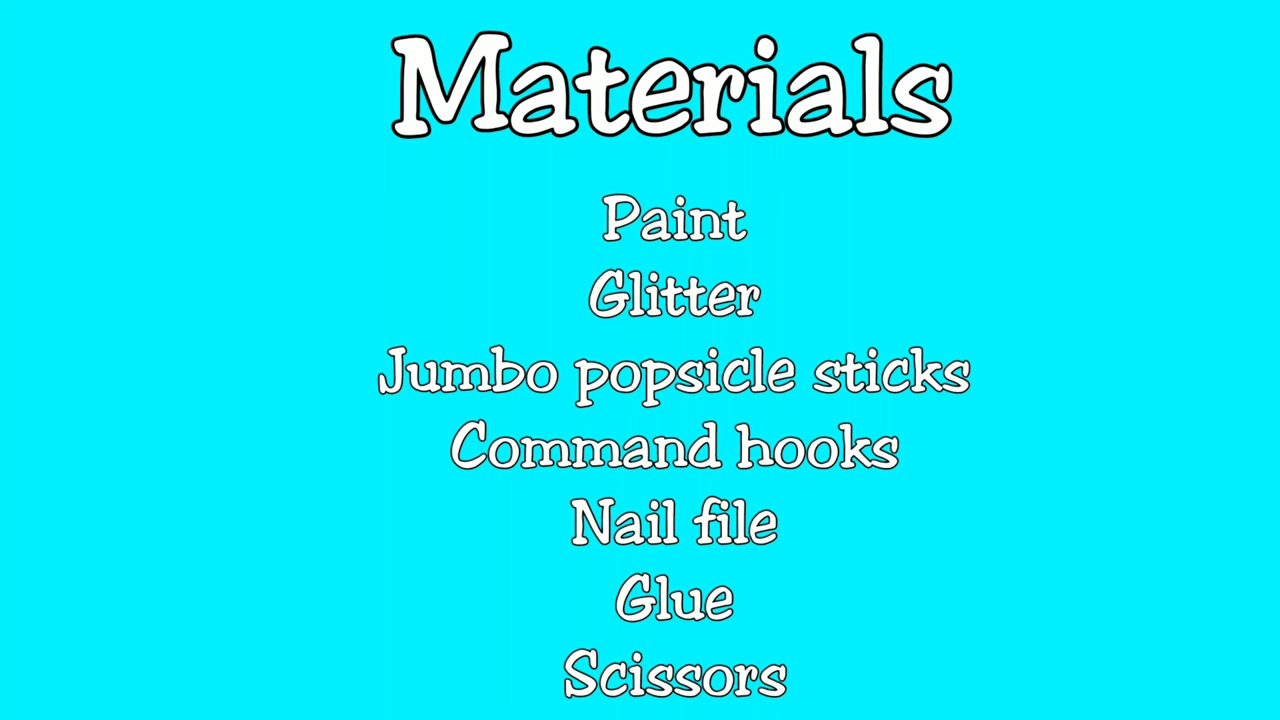 Materials
Paint
Glitter
Jumbo popsicle sticks
Command hooks
Nail file
Glue
Scissors